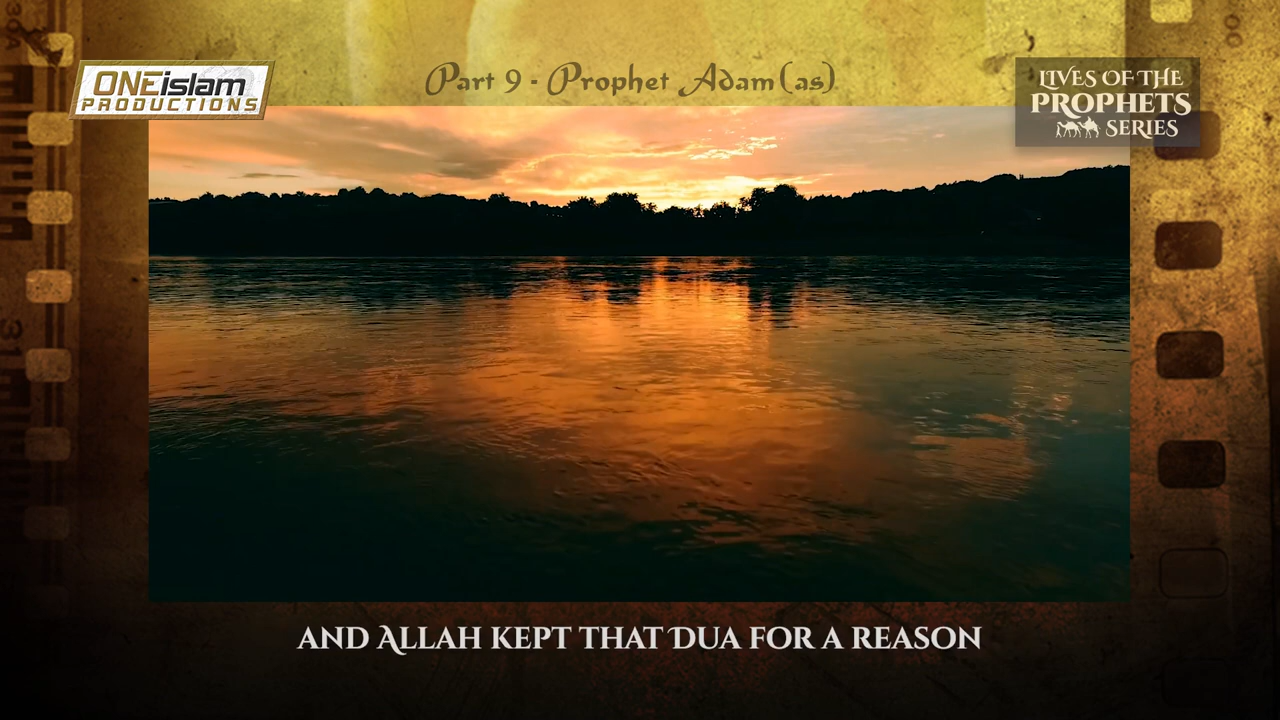 ONEislam
PRODUCTIONS
Part 9 - Prophet Adam (as)
LIVES OF THE
PROPHETS
SERIES
AND ALLAH KEPT THAT DUA FOR A REASON